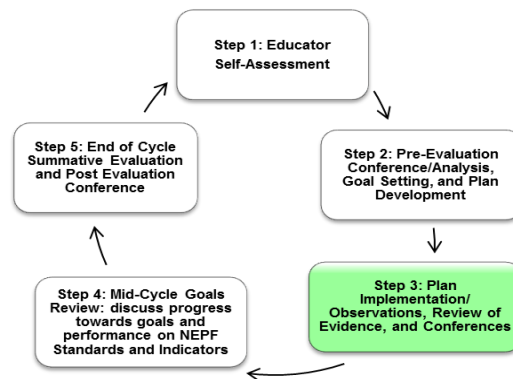 Step 1: Educator
Self-Assessment
Step 2: Pre-Evaluation
Conference/Analysis,
Goal Setting, and Plan
Development
Step 3: Plan
Implementation/
Observations, Review of
Evidence, and Conferences
Step 4: Mid-Cycle Goals
Review: discuss progress
towards goals and
performance on NEPF
Standards and Indicators
Step 5: End of Cycle
Summative Evaluation
and Post Evaluation
Conference